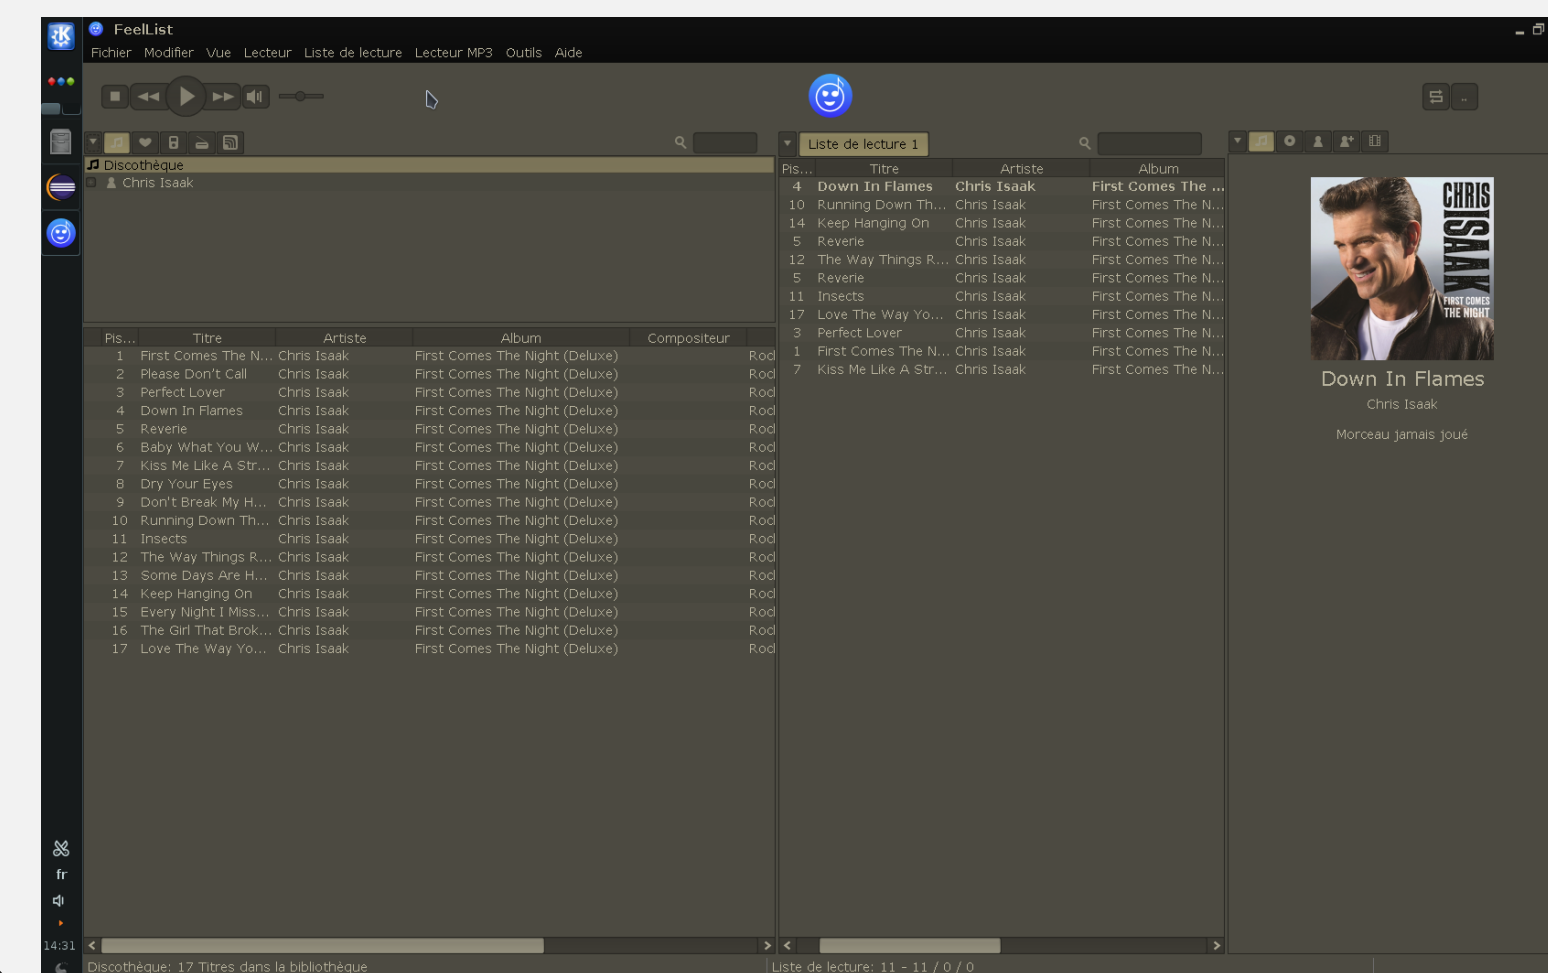 FeelList
Fichier Modifier Vue Lecteur Liste de lecture Lecteur MP3 Outils Aide
Discothèque
Chris Isaak
Pis... Titre Artiste Album Compositeur
1 First Comes The N... Chris Isaak First Comes The Night (Deluxe) Rock
2 Please Don't Call Chris Isaak First Comes The Night (Deluxe) Roc
3 Perfect Lover Chris Isaak First Comes The Night (Deluxe) Roc
4 Down In Flames Chris Isaak First Comes The Night (Deluxe) Roc
5 Reverie Chris Isaak First Comes The Night (Deluxe) Roc
6 Baby What You W... Chris Isaak First Comes The Night (Deluxe) Roc
7 Kiss Me Like A Str... Chris Isaak First Comes The Night (Deluxe) Roc
8 Dry Your Eyes Chris Isaak First Comes The Night (Deluxe) Roc
9 Don't Break My H... Chris Isaak First Comes The Night (Deluxe) Roc
10 Running Down Th... Chris Isaak First Comes The Night (Deluxe) Roc
11 Insects Chris Isaak First Comes The Night (Deluxe) Roc
12 The Way Things R... Chris Isaak First Comes The Night (Deluxe) Roc
13 Some Days Are H... Chris Isaak First Comes The Night (Deluxe) Roc
14 Keep Hanging On Chris Isaak First Comes The Night (Deluxe) Roc
15 Every Night I Miss... Chris Isaak First Comes The Night (Deluxe) Roc
16 The Girl That Brok... Chris Isaak First Comes The Night (Deluxe) Roc
17 Love The Way Yo... Chris Isaak First Comes The Night (Deluxe) Roc
Liste de lecture 1
Pis... Titre Artiste Album
4 Down In Flames Chris Isaak First Comes The ...
10 Running Down Th... Chris Isaak First Comes The N...
14 Keep Hanging On Chris Isaak First Comes The N...
5 Reverie Chris Isaak First Comes The N...
12 The Way Things R... Chris Isaak First Comes The N...
5 Reverie Chris Isaak First Comes The N...
11 Insects Chris Isaak First Comes The N...
17 Love The Way Yo... Chris Isaak First Comes The N...
3 Perfect Lover Chris Isaak First Comes The N...
1 First Comes The N... Chris Isaak First Comes The N...
7 Kiss Me Like A Str... Chris Isaak First Comes The N...
CHRIS
ISAAK
FIRST COMES
THE NIGHT
Down In Flames
Chris Isaak
Morceau jamais joué
fr
14:31
Discothèque: 17 Titres dans la bibliothèque
Liste de lecture: 11 - 11 / 0 / 0